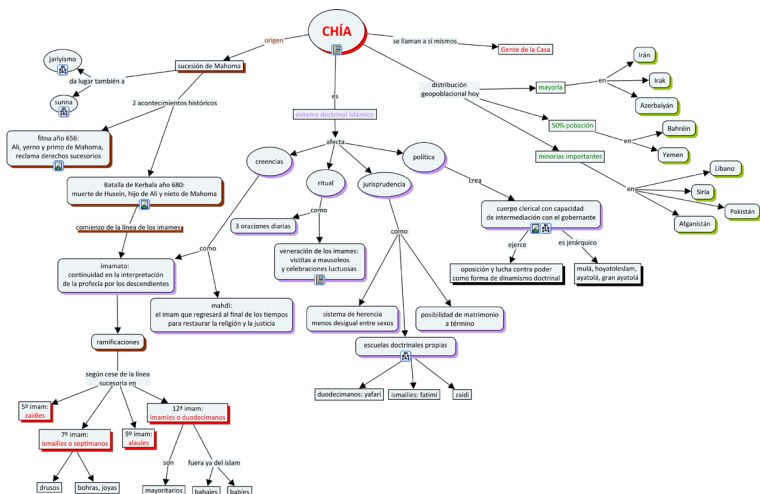 CHÍA
origen
se llaman a sí mismos
Gente de la Casa
jariyismo
sucesión de Mahoma
da lugar también a
sunna
2 acontecimientos históricos
fitna año 656:
Ali, yerno y primo de Mahoma,
reclama derechos sucesorios
Batalla de Kerbala año 680:
muerte de Husein, hijo de Ali y nieto de Mahoma
comienzo de la línea de los imames
imamato:
continuidad en la interpretación
de la profecía por los descendientes
ramificaciones
según cese de la línea
sucesoria en
5º imam:
zaidíes
7º imam:
ismailíes o septimanos
9º imam:
alauíes
12º imam:
imamíes o duodecimanos
drusos
bohras, joyas
son
mayoritarios
fuera ya del islam
bahajes
babíes
es
sistema doctrinal islámico
afecta
creencias
como
mahdi:
el imam que regresará al final de los tiempos
para restaurar la religión y la justicia
ritual
como
3 oraciones diarias
veneración de los imames:
visitas a mausoleos
y celebraciones luctuosas
jurisprudencia
como
sistema de herencia
menos desigual entre sexos
posibilidad de matrimonio
a término
escuelas doctrinales propias
duodecimanos: yafarí
ismailíes: fatimí
zaidí
política
crea
cuerpo clerical con capacidad
de intermediación con el gobernante
ejerce
es jerárquico
oposición y lucha contra poder
como forma de dinamismo doctrinal
mulá, hoyatoleslam,
ayatolá, gran ayatolá
distribución
geopoblacional hoy
mayoría
en
Irán
Irak
Azerbaiyán
50% pobación
en
Bahréin
Yemen
minorías importantes
en
Líbano
Siria
Pakistán
Afganistán